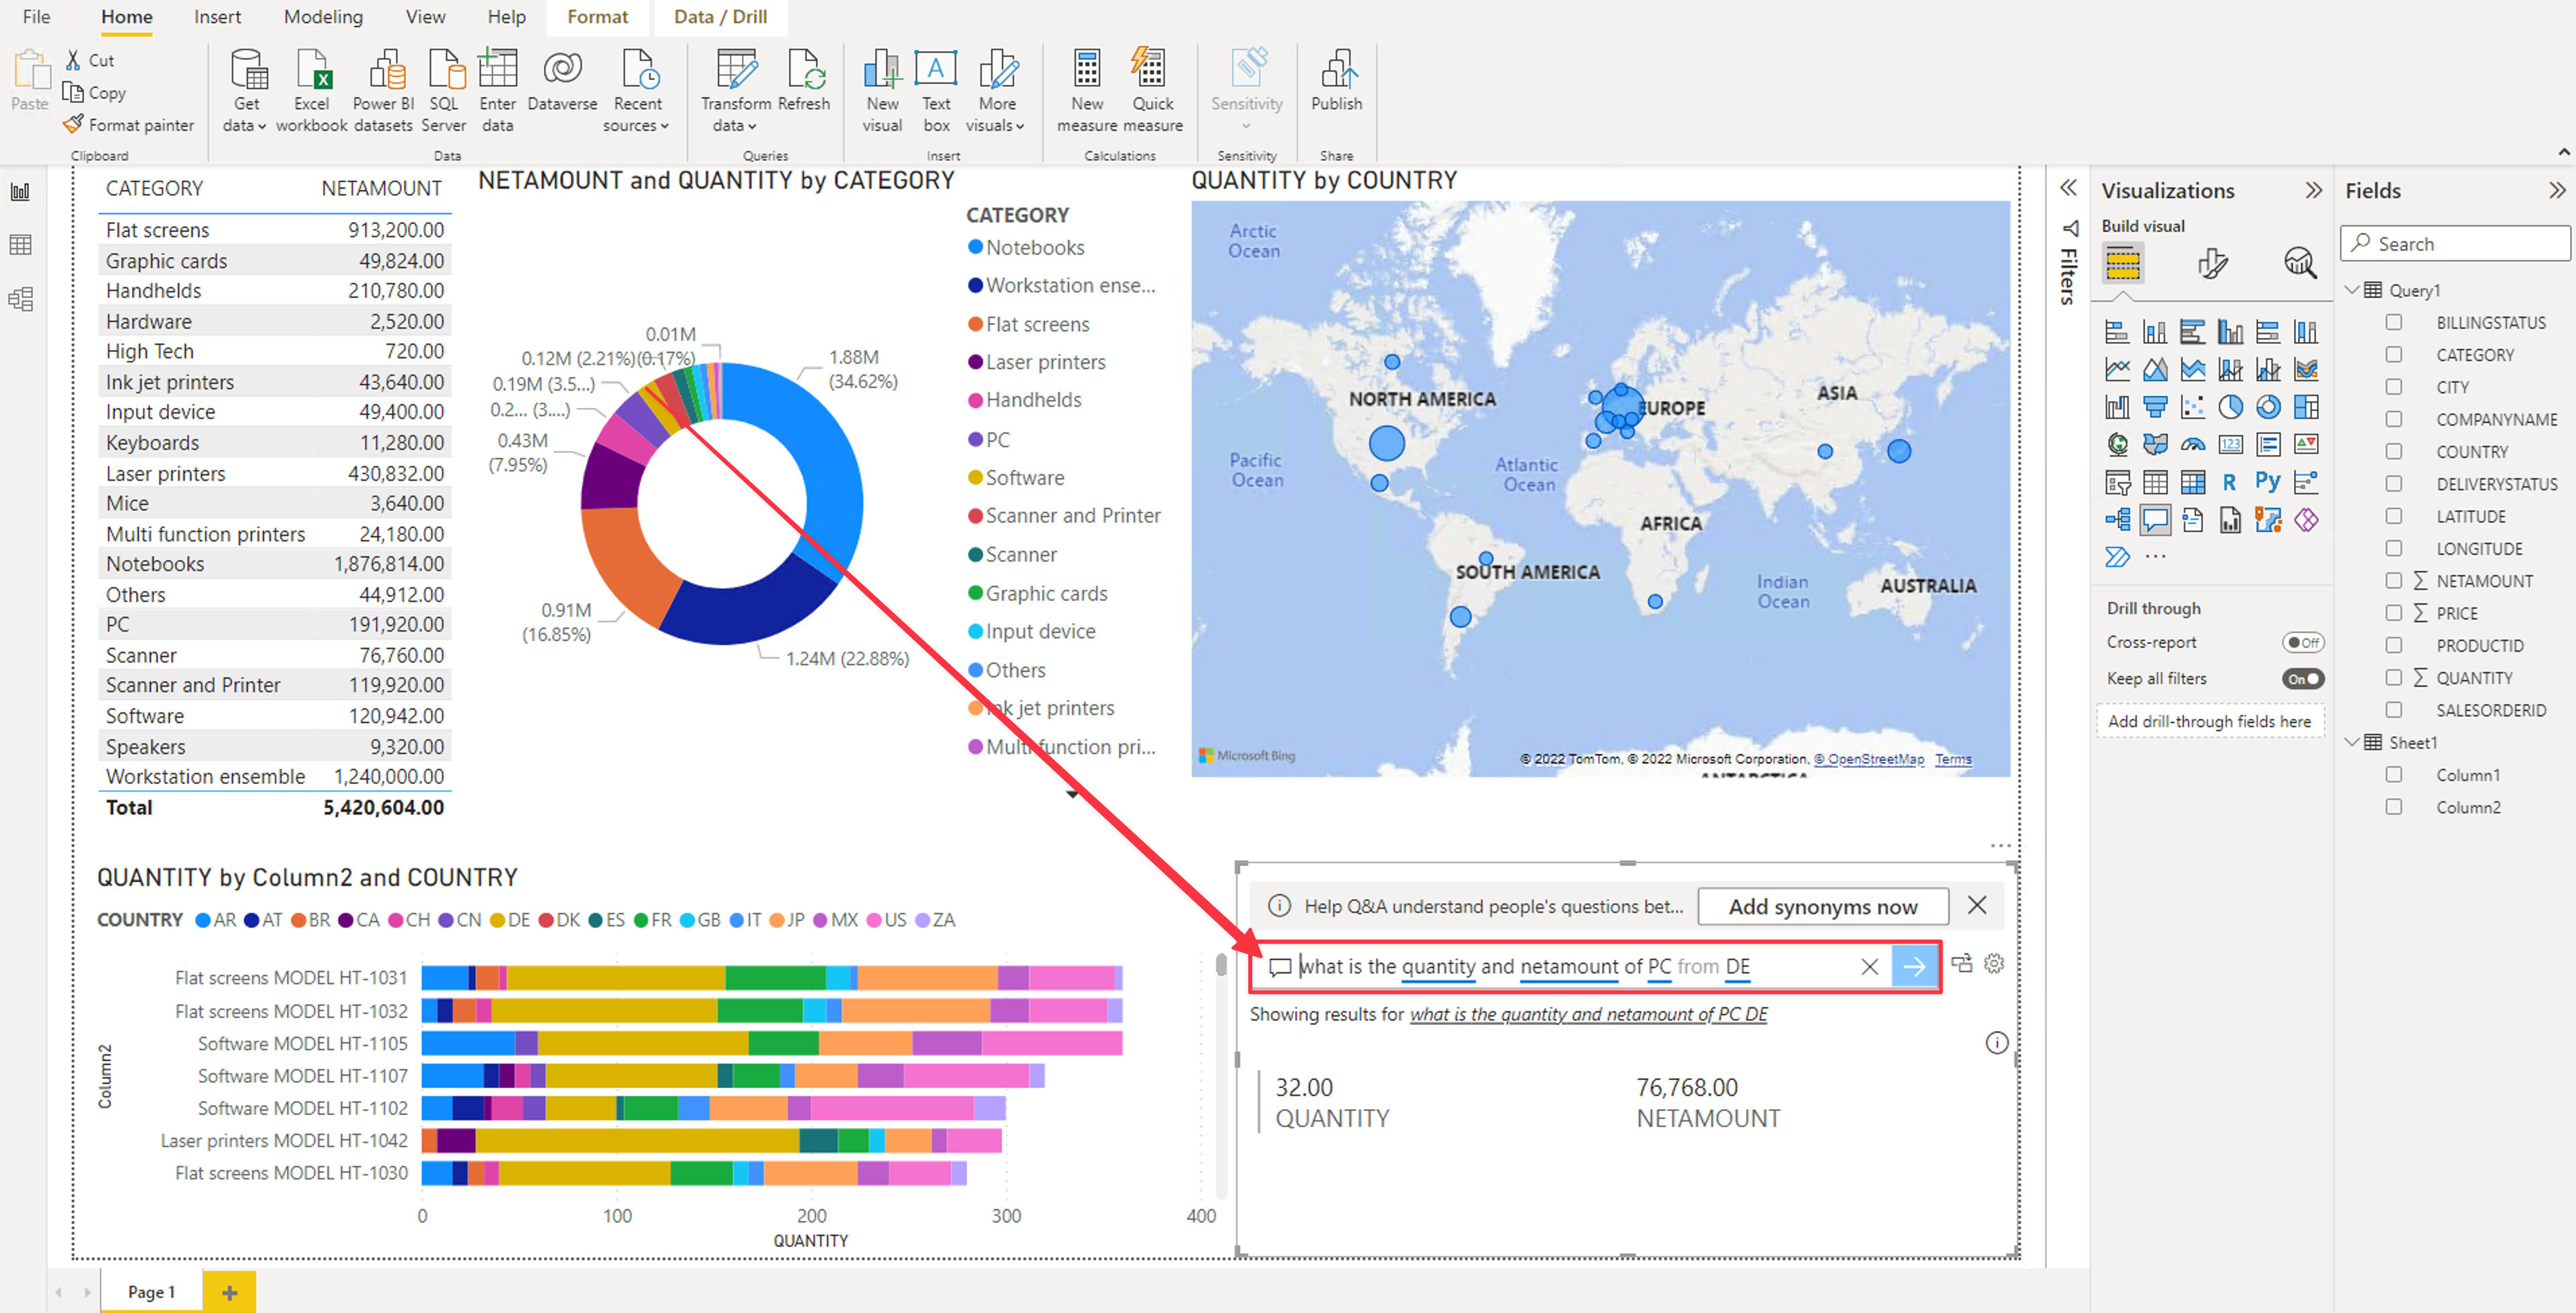 File Home Insert Modeling View Help Format Data / Drill
Paste
Cut
Copy
Format painter
Clipboard
Get data
Excel workbook
Power BI datasets
SQL Server
Enter data
Dataverse
Recent sources
Data
Transform data
Refresh
Queries
New visual
Text box
More visuals
Insert
New measure
Quick measure
Calculations
Sensitivity
Sensitivity
Publish
Share
CATEGORY NETAMOUNT
Flat screens 913,200.00
Graphic cards 49,824.00
Handhelds 210,780.00
Hardware 2,520.00
High Tech 720.00
Ink jet printers 43,640.00
Input device 49,400.00
Keyboards 11,280.00
Laser printers 430,832.00
Mice 3,640.00
Multi function printers 24,180.00
Notebooks 1,876,814.00
Others 44,912.00
PC 191,920.00
Scanner 76,760.00
Scanner and Printer 119,920.00
Software 120,942.00
Speakers 9,320.00
Workstation ensemble 1,240,000.00
Total 5,420,604.00
NETAMOUNT and QUANTITY by CATEGORY
0.01M
(0.17%)
0.12M (2.21%)
0.19M (3.5...)
0.2... (3....)
0.43M
(7.95%)
0.91M
(16.85%)
1.24M (22.88%)
1.88M
(34.62%)
CATEGORY
Notebooks
Workstation ense...
Flat screens
Laser printers
Handhelds
PC
Software
Scanner and Printer
Scanner
Graphic cards
Input device
Others
Ink jet printers
Multi function pri...
QUANTITY by COUNTRY
Arctic
Ocean
NORTH AMERICA
EUROPE
ASIA
Pacific
Ocean
Atlantic
Ocean
AFRICA
SOUTH AMERICA
Indian
Ocean
AUSTRALIA
ANTARCTICA
Microsoft Bing
© 2022 TomTom, © 2022 Microsoft Corporation, © OpenStreetMap Terms
QUANTITY by Column2 and COUNTRY
COUNTRY AR AT BR CA CH CN DE DK ES FR GB IT JP MX US ZA
Column2
Flat screens MODEL HT-1031
Flat screens MODEL HT-1032
Software MODEL HT-1105
Software MODEL HT-1107
Software MODEL HT-1102
Laser printers MODEL HT-1042
Flat screens MODEL HT-1030
0 100 200 300 400
QUANTITY
Help Q&A understand people's questions bet... Add synonyms now
what is the quantity and netamount of PC from DE
Showing results for what is the quantity and netamount of PC DE
32.00
QUANTITY
76,768.00
NETAMOUNT
Page 1
Filters
Visualizations
Build visual
123
R Py
Drill through
Cross-report Off
Keep all filters On
Add drill-through fields here
Fields
Search
Query1
BILLINGSTATUS
CATEGORY
CITY
COMPANYNAME
COUNTRY
DELIVERYSTATUS
LATITUDE
LONGITUDE
∑ NETAMOUNT
∑ PRICE
PRODUCTID
∑ QUANTITY
SALESORDERID
Sheet1
Column1
Column2